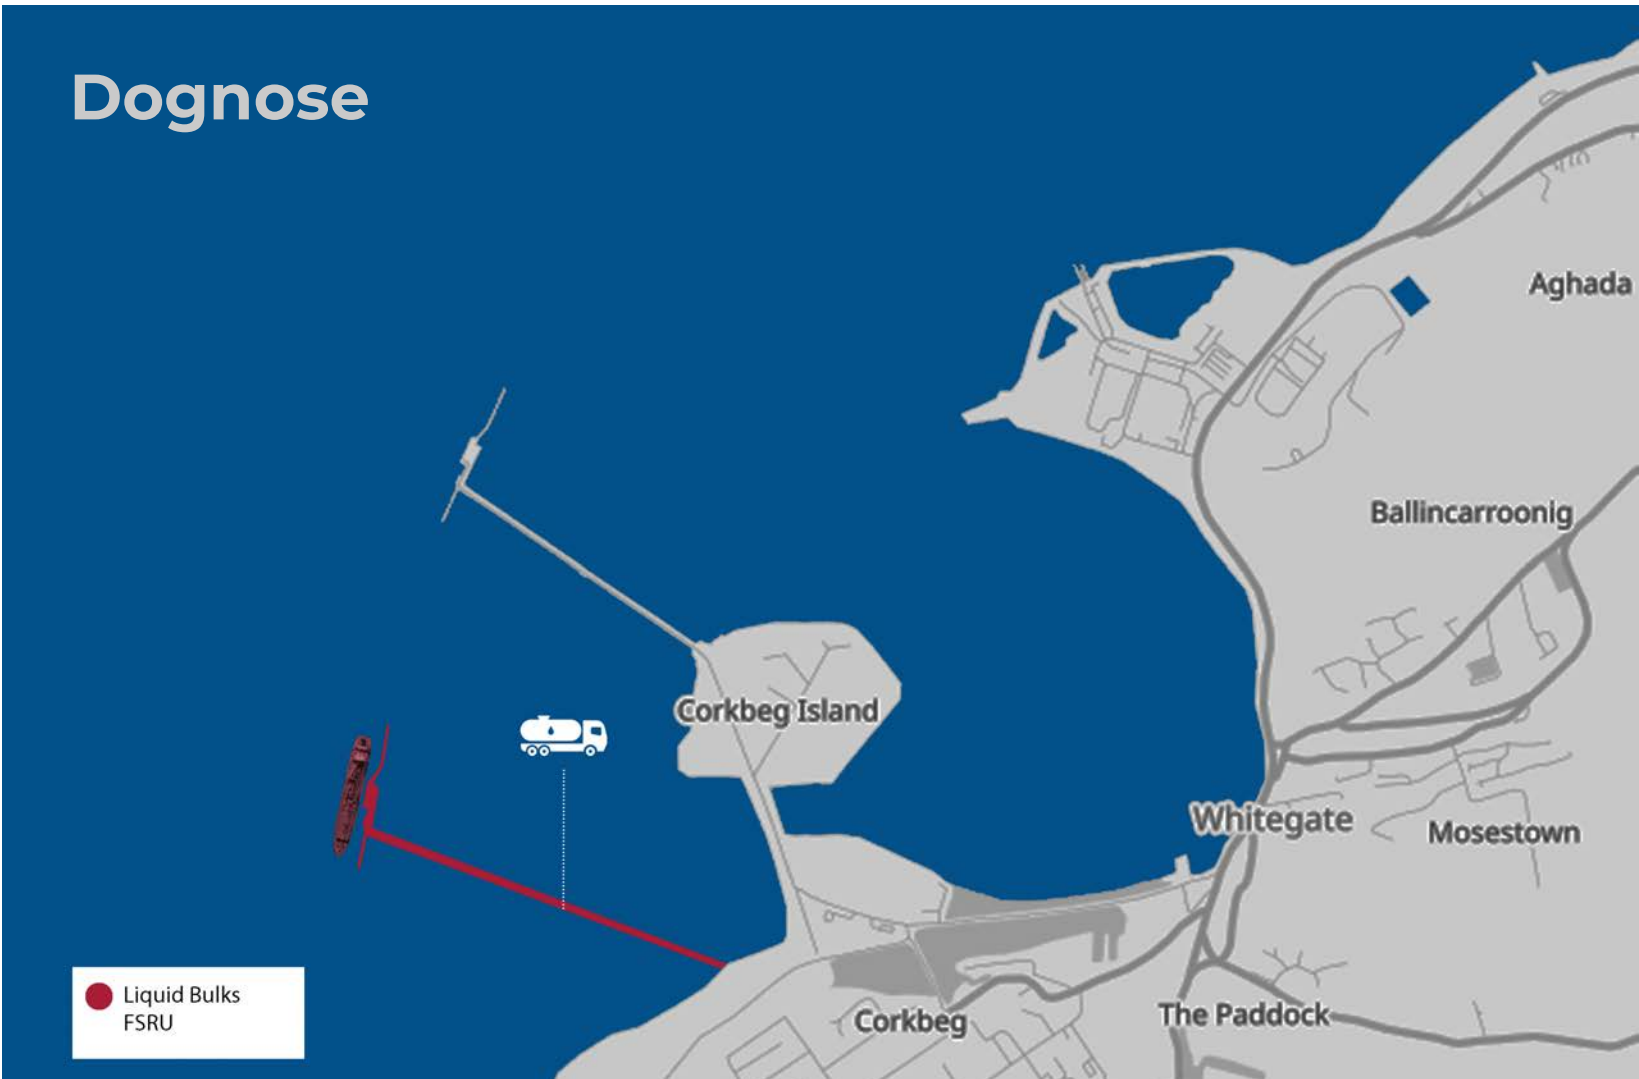 Dognose
Aghada
Ballincarroonig
Corkbeg Island
Whitegate
Mosestown
Liquid Bulks
FSRU
Corkbeg
The Paddock